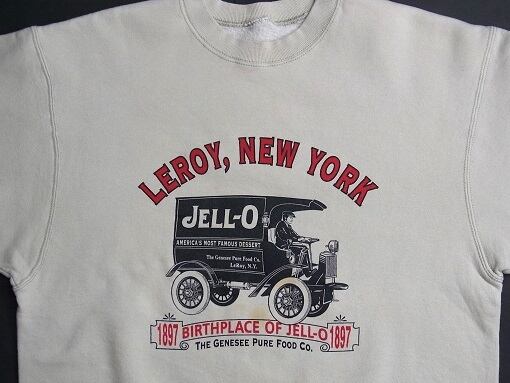 LEROY, NEW YORK
JELL-O
AMERICA'S MOST FAMOUS DESSERT
The Genesee Pure Food Co.
LeRoy, N.Y.
1897 BIRTHPLACE OF JELL-O 1897
THE GENESEE PURE FOOD CO.